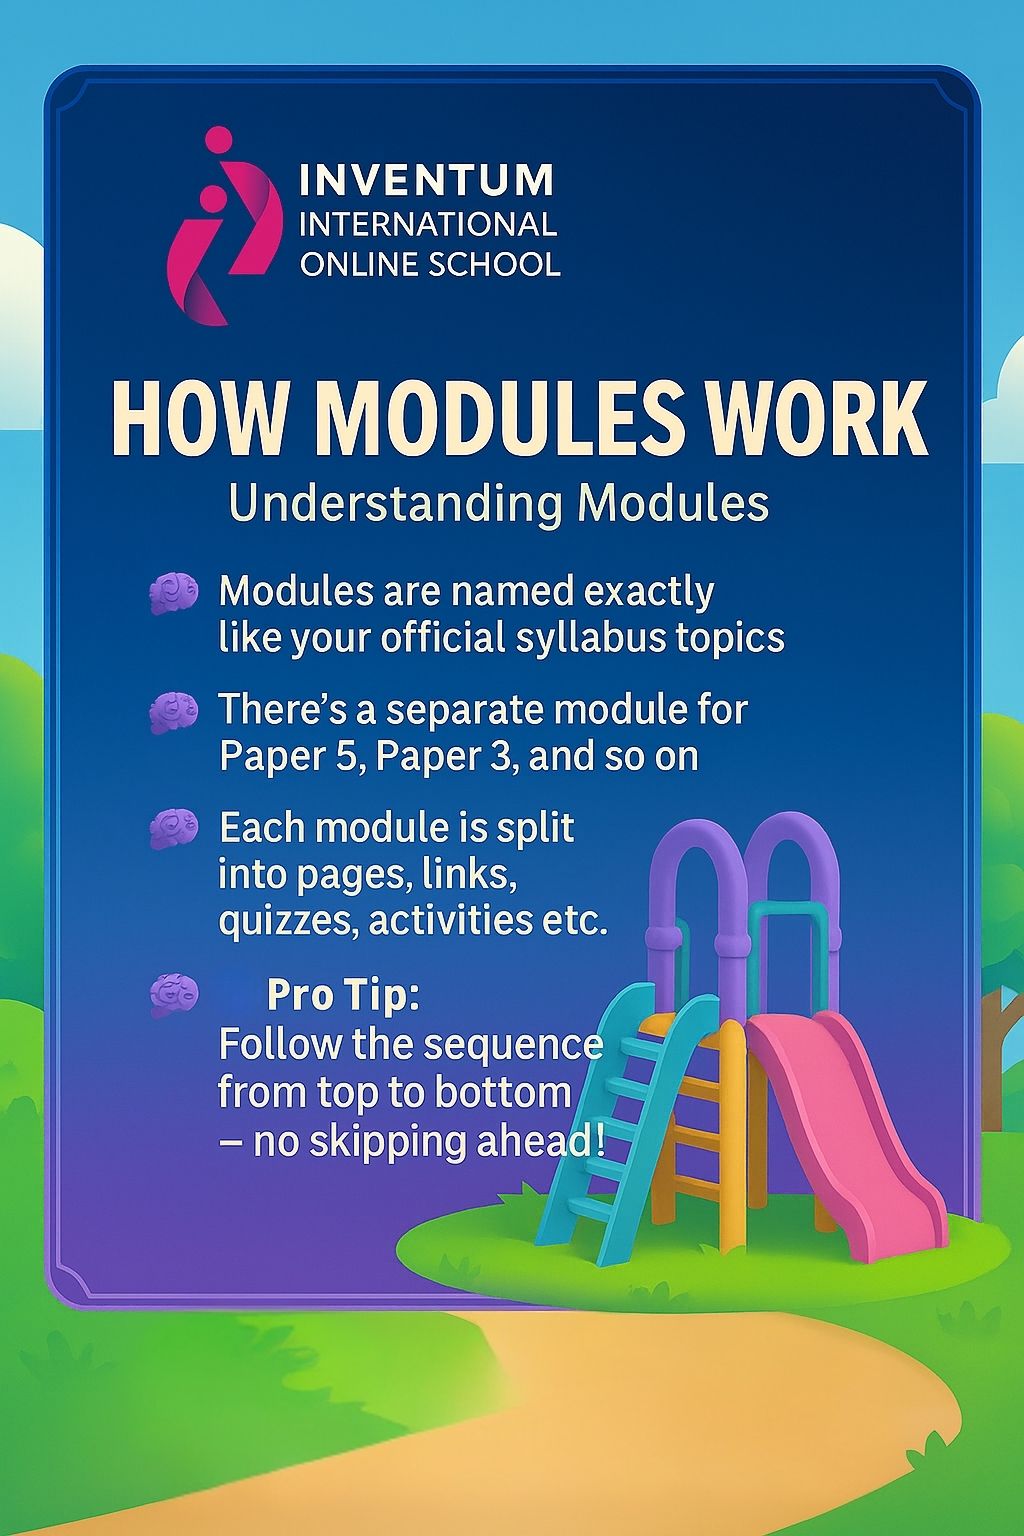 INVENTUM
INTERNATIONAL
ONLINE SCHOOL
HOW MODULES WORK
Understanding Modules
Modules are named exactly
like your official syllabus topics
There's a separate module for
Paper 5, Paper 3, and so on
Each module is split
into pages, links,
quizzes, activities etc.
Pro Tip:
Follow the sequence
from top to bottom
– no skipping ahead!